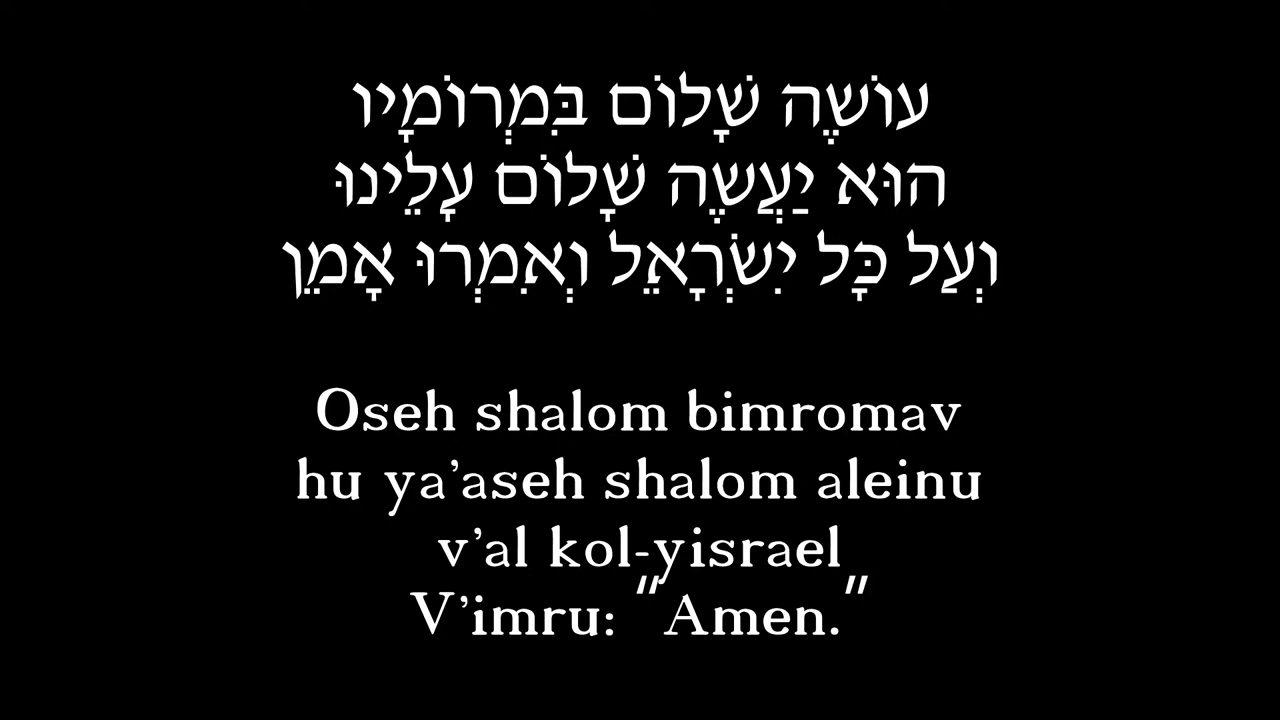 עוֹשֶׂה שָׁלוֹם בִּמְרוֹמָיו
הוּא יַעֲשֶׂה שָׁלוֹם עָלֵינוּ
וְעַל כָּל יִשְׂרָאֵל וְאִמְרוּ אָמֵן
Oseh shalom bimromav
hu ya’aseh shalom aleinu
v’al kol-yisrael
V’imru: "Amen."